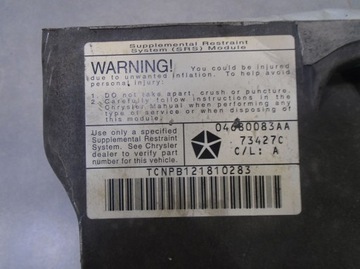 Supplemental Restraint
System (SRS) Module
WARNING! You could be injured
due to unwanted inflation. To help avoid
personal injury:
1. Do not take apart, crush or puncture.
2. Carefully follow instructions in the
Chrysler Manual when performing any
type of service or when disposing of
this module.
Use only a specified
Supplemental Restraint
System. See Chrysler
dealer to verify part
number for this vehicle.
04680083AA
73427C
C/L: A
TCNPB121810283